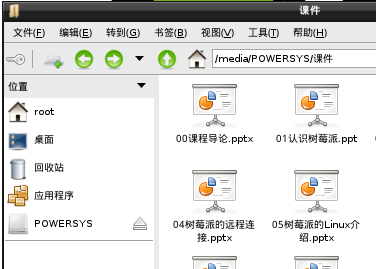 课件
文件(F) 编辑(E) 转到(G) 书签(B) 视图(V) 工具(T) 帮助(H)
/media/POWERSYS/课件
位置
root
桌面
回收站
应用程序
POWERSYS
00课程导论.pptx
01认识树莓派.ppt
04树莓派的远程连
接.pptx
05树莓派的Linux介
绍.pptx